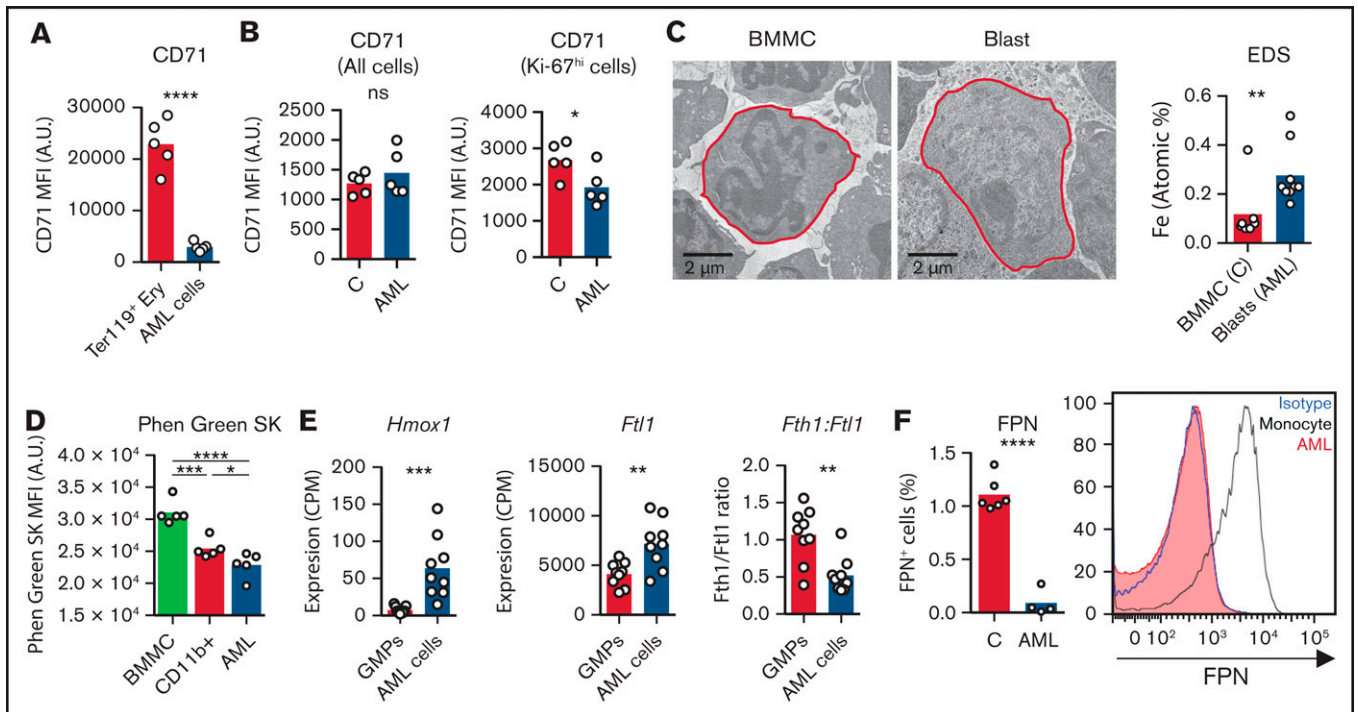 A
CD71
****
CD71 MFI (A.U.)
30000
20000
10000
0
Ter119+ Ery
AML cells
B
CD71
(All cells)
ns
CD71 MFI (A.U.)
2500
2000
1500
1000
500
0
C
AML
CD71
(Ki-67hi cells)
*
CD71 MFI (A.U.)
4000
3000
2000
1000
0
C
AML
C
BMMC
2 µm
Blast
2 µm
EDS
**
Fe (Atomic %)
0.6
0.4
0.2
0.0
BMMC (C)
Blasts (AML)
D
Phen Green SK
****
*** *
Phen Green SK MFI (A.U.)
4.0 × 10⁴
3.5 × 10⁴
3.0 × 10⁴
2.5 × 10⁴
2.0 × 10⁴
1.5 × 10⁴
BMMC
CD11b+
AML
E
Hmox1
***
Expresion (CPM)
200
150
100
50
0
GMPs
AML cells
Ftl1
**
Expresion (CPM)
15000
10000
5000
0
GMPs
AML cells
Fth1:Ftl1
**
Fth1/Ftl1 ratio
2.0
1.5
1.0
0.5
0.0
GMPs
AML cells
F
FPN
****
FPN+ cells (%)
1.5
1.0
0.5
0.0
C
AML
100
80
60
40
20
0
Isotype
Monocyte
AML
0 10² 10³ 10⁴ 10⁵
FPN